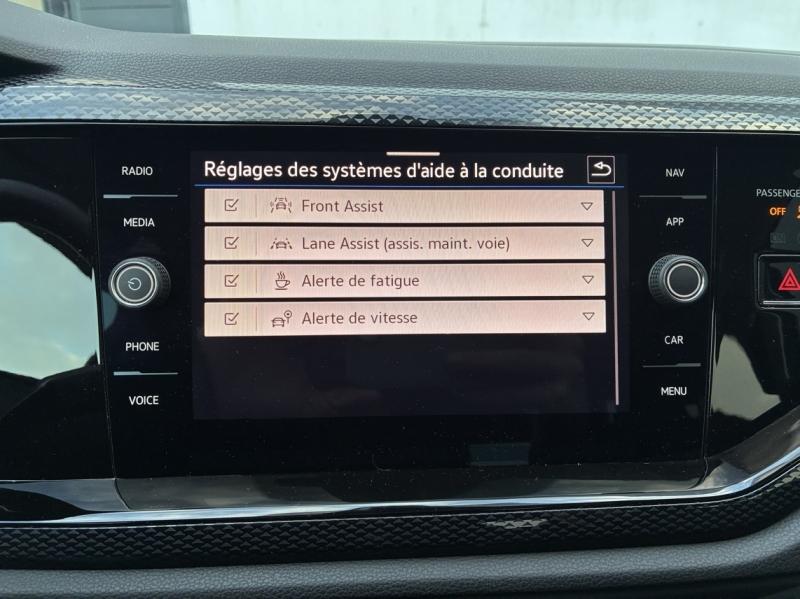 Réglages des systèmes d'aide à la conduite
Front Assist
Lane Assist (assis. maint. voie)
Alerte de fatigue
Alerte de vitesse
RADIO
MEDIA
PHONE
VOICE
NAV
APP
CAR
MENU
OFF